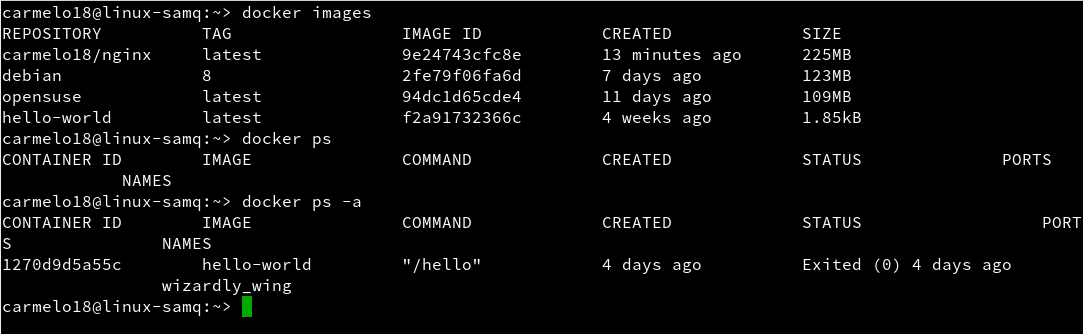 carmelo18@linux-samq:~> docker images
REPOSITORY TAG IMAGE ID CREATED SIZE
carmelo18/nginx latest 9e24743cfc8e 13 minutes ago 225MB
debian 8 2fe79f06fa6d 7 days ago 123MB
opensuse latest 94dc1d65cde4 11 days ago 109MB
hello-world latest f2a91732366c 4 weeks ago 1.85kB
carmelo18@linux-samq:~> docker ps
CONTAINER ID IMAGE COMMAND CREATED STATUS PORTS
NAMES
carmelo18@linux-samq:~> docker ps -a
CONTAINER ID IMAGE COMMAND CREATED STATUS PORT
S NAMES
1270d9d5a55c hello-world "/hello" 4 days ago Exited (0) 4 days ago
wizardly_wing
carmelo18@linux-samq:~>